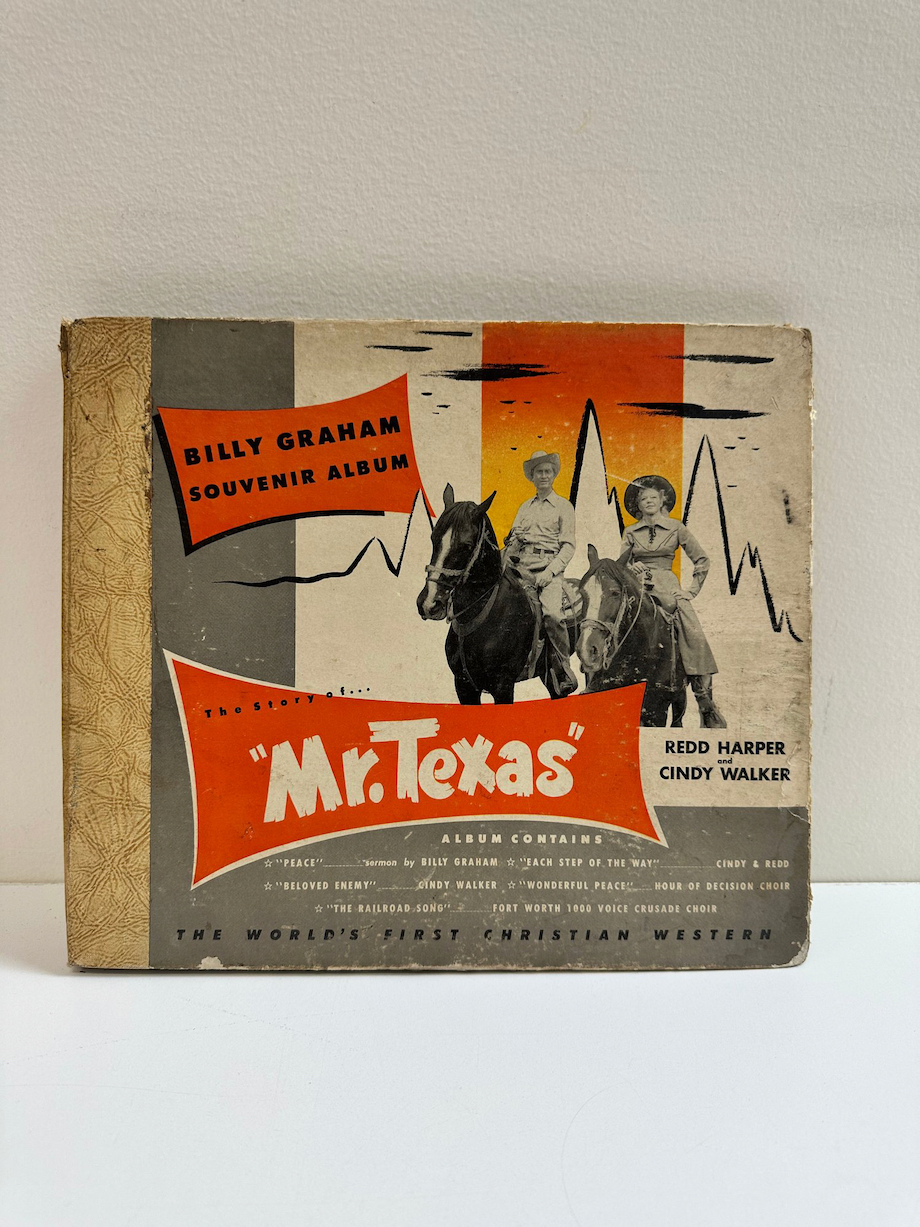 BILLY GRAHAM
SOUVENIR ALBUM
The Story of...
"Mr. Texas"
REDD HARPER
and
CINDY WALKER
ALBUM CONTAINS
☆ "PEACE"..........sermon by BILLY GRAHAM ☆ "EACH STEP OF THE WAY"..........CINDY & REDD
☆ "BELOVED ENEMY"..........CINDY WALKER ☆ "WONDERFUL PEACE".....HOUR OF DECISION CHOIR
☆ "THE RAILROAD SONG"..........FORT WORTH 1000 VOICE CRUSADE CHOIR
THE WORLD'S FIRST CHRISTIAN WESTERN